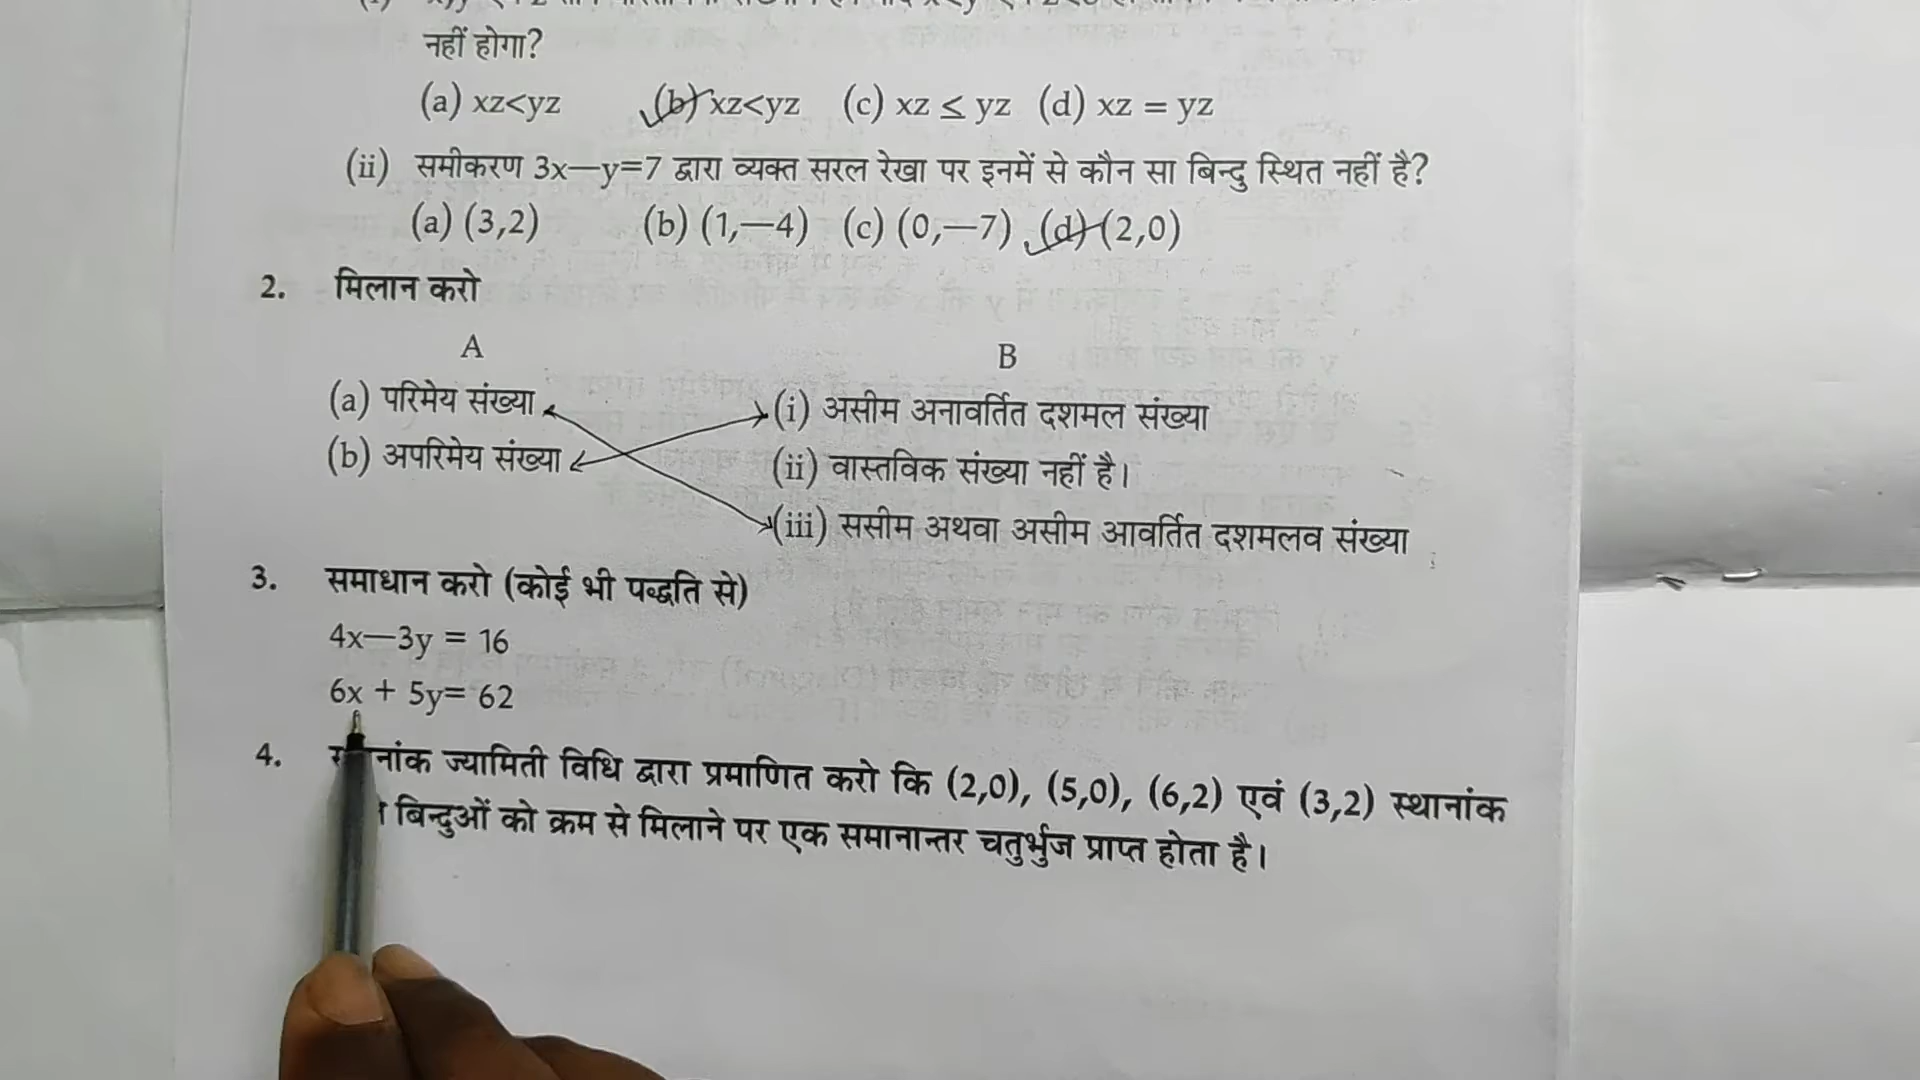 नहीं होगा?
(a) xz<yz (b) xz<yz (c) xz ≤ yz (d) xz = yz
(ii) समीकरण 3x—y=7 द्वारा व्यक्त सरल रेखा पर इनमें से कौन सा बिन्दु स्थित नहीं है?
(a) (3,2) (b) (1,—4) (c) (0,—7) (d) (2,0)
2. मिलान करो
A B
(a) परिमेय संख्या (i) असीम अनावर्तित दशमल संख्या
(b) अपरिमेय संख्या (ii) वास्तविक संख्या नहीं है।
(iii) ससीम अथवा असीम आवर्तित दशमलव संख्या
3. समाधान करो (कोई भी पद्धति से)
4x—3y = 16
6x + 5y= 62
4. ज्यामिती विधि द्वारा प्रमाणित करो कि (2,0), (5,0), (6,2) एवं (3,2) स्थानांक
बिन्दुओं को क्रम से मिलाने पर एक समानान्तर चतुर्भुज प्राप्त होता है।